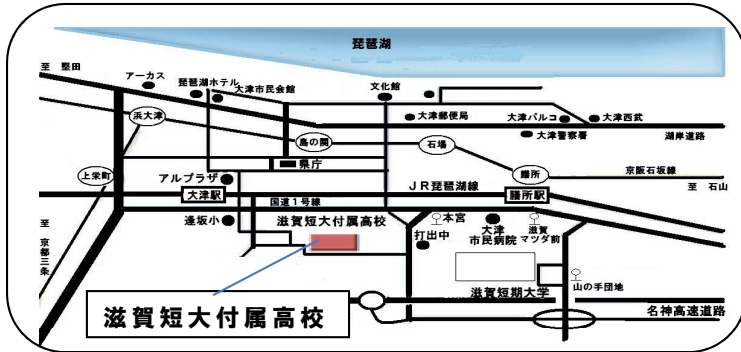 琵琶湖
至 堅田
アーカス
琵琶湖ホテル
大津市民会館
文化館
大津郵便局
大津パルコ
大津西武
浜大津
島の関
石場
大津警察署
湖岸道路
県庁
膳所
京阪石坂線
上栄町
アルプラザ
大津駅
JR琵琶湖線
膳所駅
至 石山
国道1号線
逢坂小
滋賀短大付属高校
本宮
打出中
大津
市民病院
滋賀
マツダ前
至 京都三条
滋賀短期大学
山の手団地
滋賀短大付属高校
名神高速道路